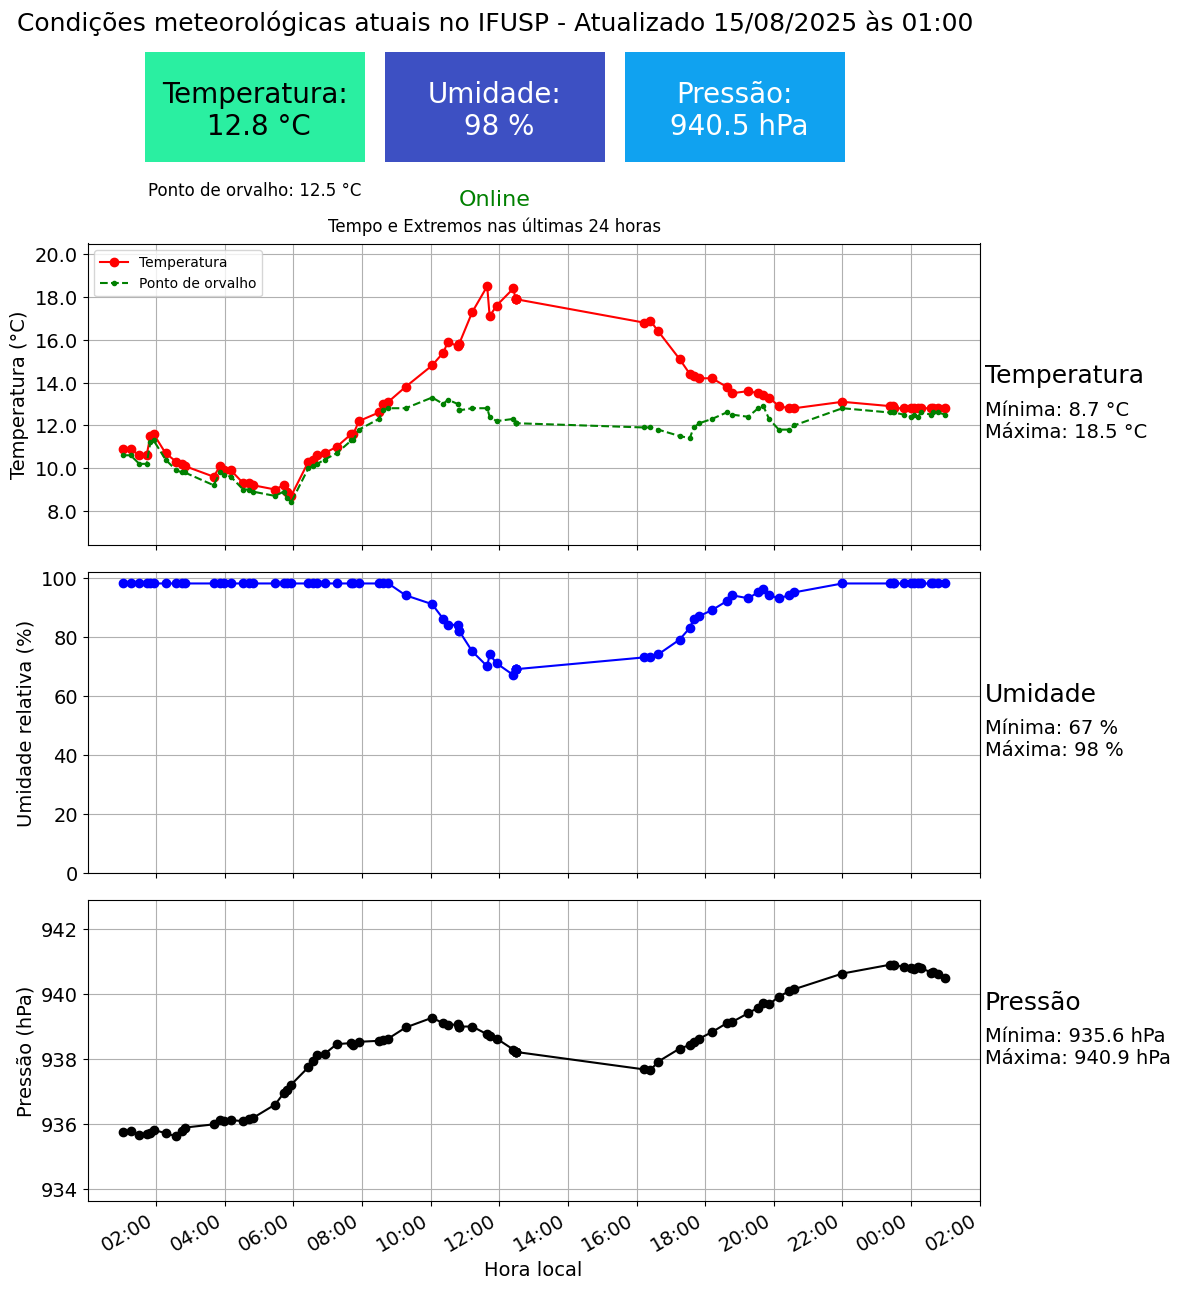 Condições meteorológicas atuais no IFUSP - Atualizado 15/08/2025 às 01:00
Temperatura:
12.8 °C
Umidade:
98 %
Pressão:
940.5 hPa
Ponto de orvalho: 12.5 °C
Online
Tempo e Extremos nas últimas 24 horas
Temperatura
Ponto de orvalho
Temperatura (°C)
20.0
18.0
16.0
14.0
12.0
10.0
8.0
Temperatura
Mínima: 8.7 °C
Máxima: 18.5 °C
Umidade relativa (%)
100
80
60
40
20
0
Umidade
Mínima: 67 %
Máxima: 98 %
Pressão (hPa)
942
940
938
936
934
Pressão
Mínima: 935.6 hPa
Máxima: 940.9 hPa
02:00 04:00 06:00 08:00 10:00 12:00 14:00 16:00 18:00 20:00 22:00 00:00 02:00
Hora local